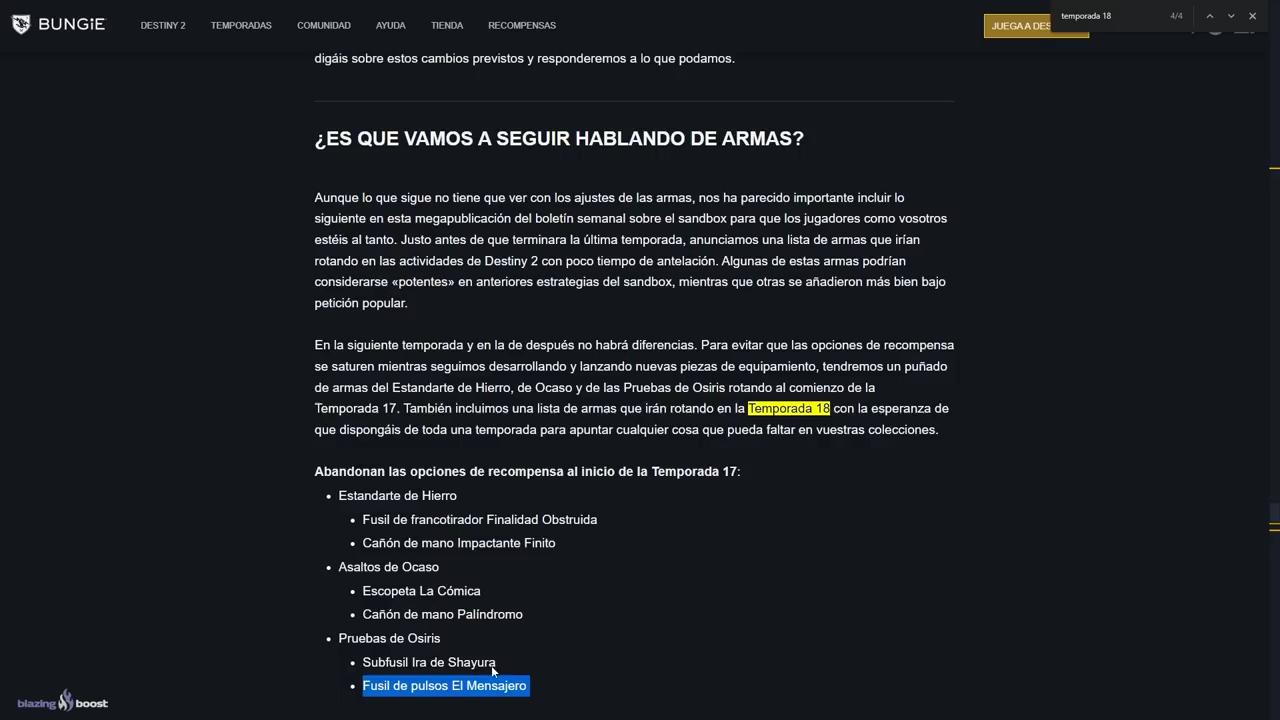 BUNGiE
DESTINY 2
TEMPORADAS
COMUNIDAD
AYUDA
TIENDA
RECOMPENSAS
JUEGA A DES
temporada 18
4/4
digáis sobre estos cambios previstos y responderemos a lo que podamos.
¿ES QUE VAMOS A SEGUIR HABLANDO DE ARMAS?
Aunque lo que sigue no tiene que ver con los ajustes de las armas, nos ha parecido importante incluir lo
siguiente en esta megapublicación del boletín semanal sobre el sandbox para que los jugadores como vosotros
estéis al tanto. Justo antes de que terminara la última temporada, anunciamos una lista de armas que irían
rotando en las actividades de Destiny 2 con poco tiempo de antelación. Algunas de estas armas podrían
considerarse «potentes» en anteriores estrategias del sandbox, mientras que otras se añadieron más bien bajo
petición popular.
En la siguiente temporada y en la de después no habrá diferencias. Para evitar que las opciones de recompensa
se saturen mientras seguimos desarrollando y lanzando nuevas piezas de equipamiento, tendremos un puñado
de armas del Estandarte de Hierro, de Ocaso y de las Pruebas de Osiris rotando al comienzo de la
Temporada 17. También incluimos una lista de armas que irán rotando en la Temporada 18 con la esperanza de
que dispongáis de toda una temporada para apuntar cualquier cosa que pueda faltar en vuestras colecciones.
Abandonan las opciones de recompensa al inicio de la Temporada 17:
• Estandarte de Hierro
• Fusil de francotirador Finalidad Obstruida
• Cañón de mano Impactante Finito
• Asaltos de Ocaso
• Escopeta La Cómica
• Cañón de mano Palíndromo
• Pruebas de Osiris
• Subfusil Ira de Shayura
• Fusil de pulsos El Mensajero
blazing boost